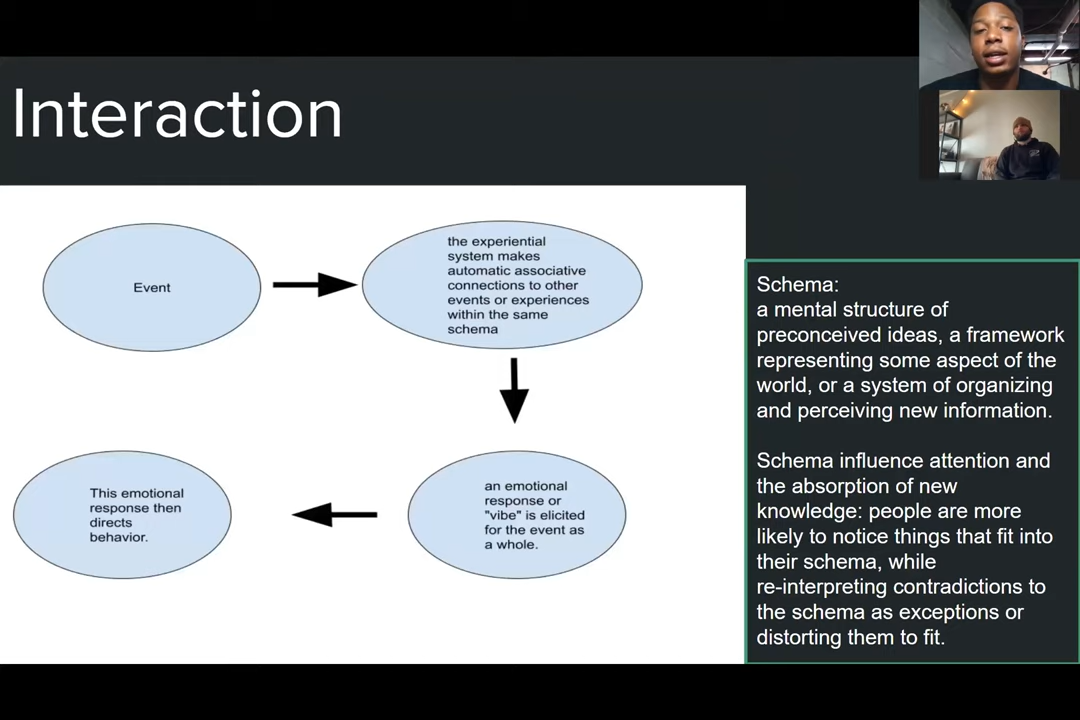 Interaction
Event
the experiential
system makes
automatic associative
connections to other
events or experiences
within the same
schema
an emotional
response or
"vibe" is elicited
for the event as
a whole.
This emotional
response then
directs
behavior.
Schema:
a mental structure of
preconceived ideas, a framework
representing some aspect of the
world, or a system of organizing
and perceiving new information.
Schema influence attention and
the absorption of new
knowledge: people are more
likely to notice things that fit into
their schema, while
re-interpreting contradictions to
the schema as exceptions or
distorting them to fit.